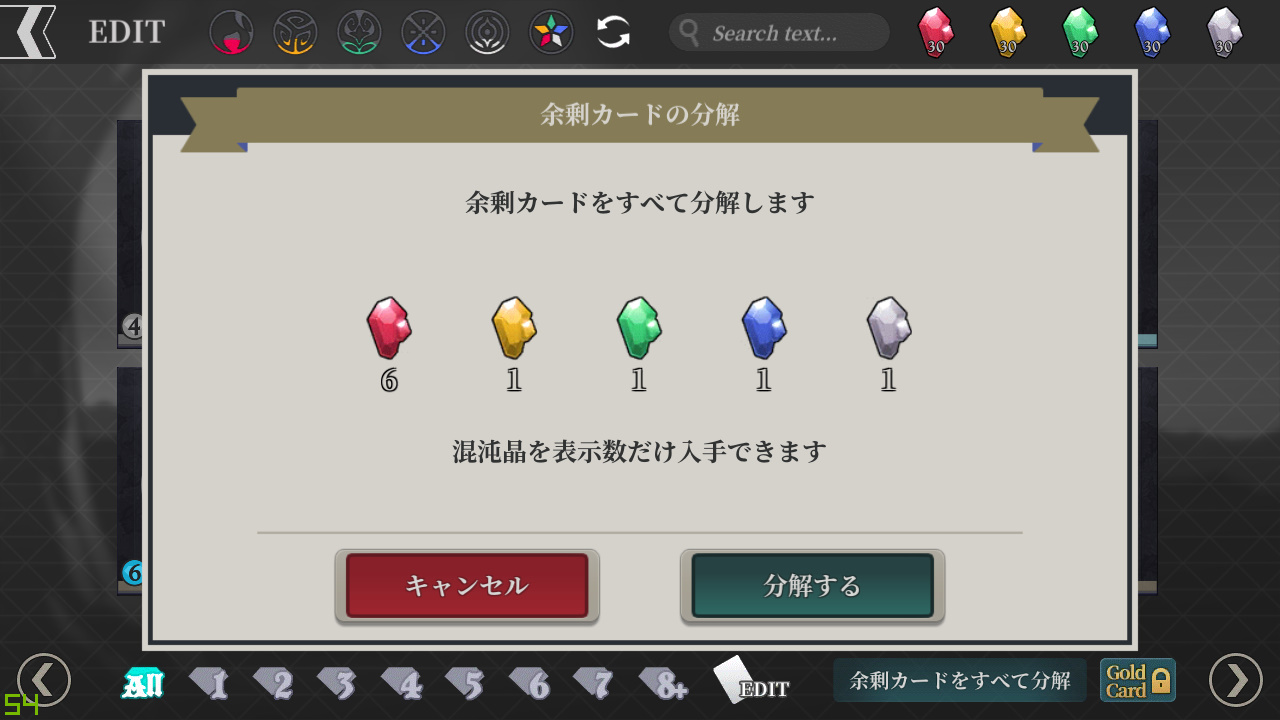 EDIT
Search text...
30
30
30
30
30
余剰カードの分解
余剰カードをすべて分解します
4
6
1
1
1
1
混沌晶を表示数だけ入手できます
6
キャンセル
分解する
All
1
2
3
4
5
6
7
8+
EDIT
余剰カードをすべて分解
Gold
Card
54